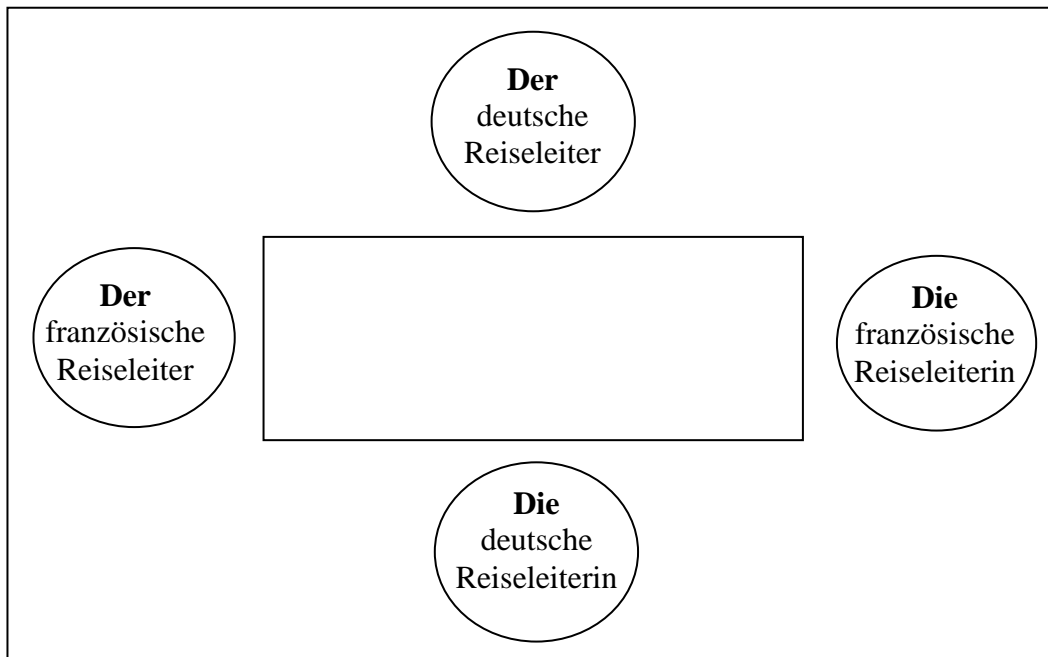 Der
deutsche
Reiseleiter
Der
französische
Reiseleiter
Die
französische
Reiseleiterin
Die
deutsche
Reiseleiterin